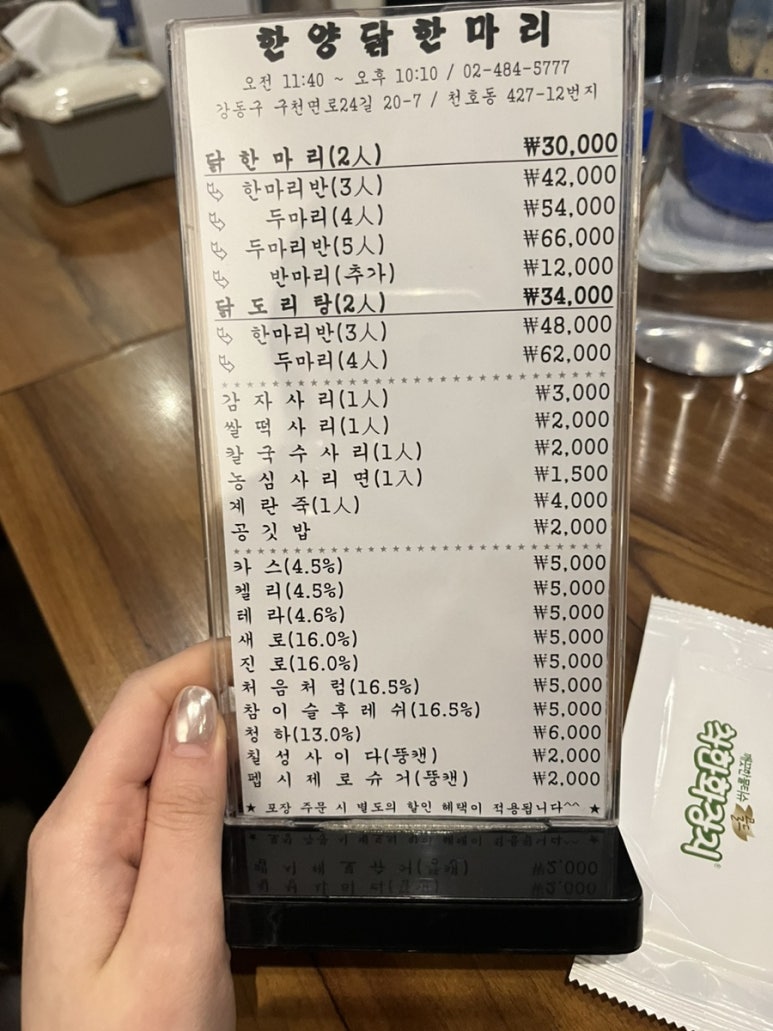 한양닭한마리
오전 11:40 ~ 오후 10:10 / 02-484-5777
강동구 구천면로24길 20-7 / 천호동 427-12번지
닭 한 마 리(2人) ₩30,000
한마리반(3人) ₩42,000
두마리(4人) ₩54,000
두마리반(5人) ₩66,000
반마리(추가) ₩12,000
닭 도 리 탕(2人) ₩34,000
한마리반(3人) ₩48,000
두마리(4人) ₩62,000
감 자 사 리(1人) ₩3,000
쌀 떡 사 리(1人) ₩2,000
칼 국 수 사 리(1人) ₩2,000
농 심 사 리 면(1入) ₩1,500
계 란 죽(1人) ₩4,000
공 깃 밥 ₩2,000
카 스(4.5%) ₩5,000
켈 리(4.5%) ₩5,000
테 라(4.6%) ₩5,000
새 로(16.0%) ₩5,000
진 로(16.0%) ₩5,000
처 음 처 럼(16.5%) ₩5,000
참 이 슬 후 레 쉬(16.5%) ₩5,000
청 하(13.0%) ₩6,000
칠 성 사 이 다(뚱캔) ₩2,000
펩 시 제 로 슈 거(뚱캔) ₩2,000
★ 포장 주문 시 별도의 할인 혜택이 적용됩니다^^ ★